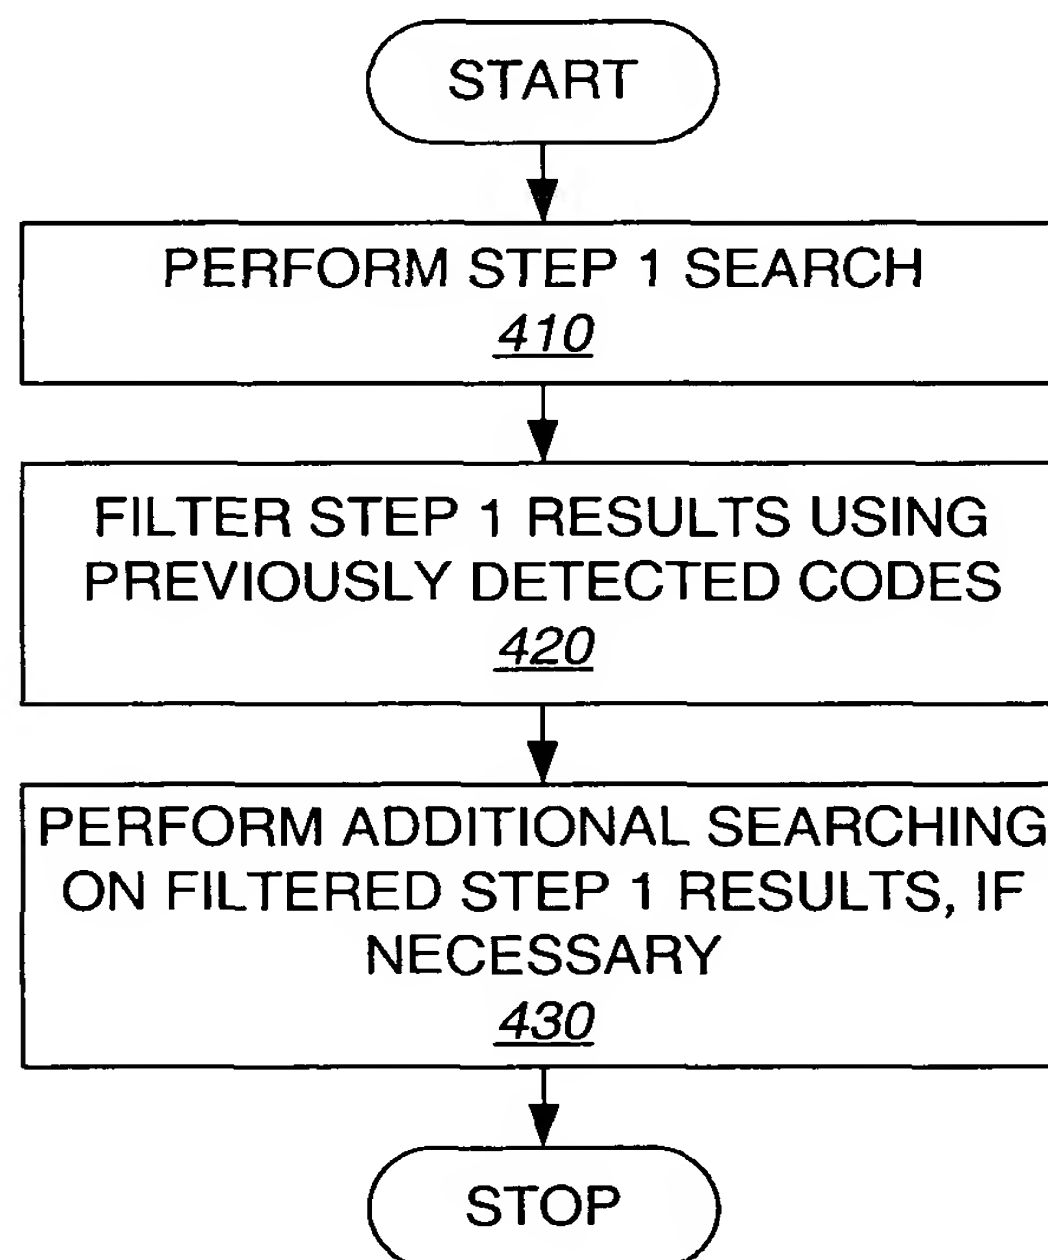 START
PERFORM STEP 1 SEARCH
410
FILTER STEP 1 RESULTS USING
PREVIOUSLY DETECTED CODES
420
PERFORM ADDITIONAL SEARCHING
ON FILTERED STEP 1 RESULTS, IF
NECESSARY
430
STOP